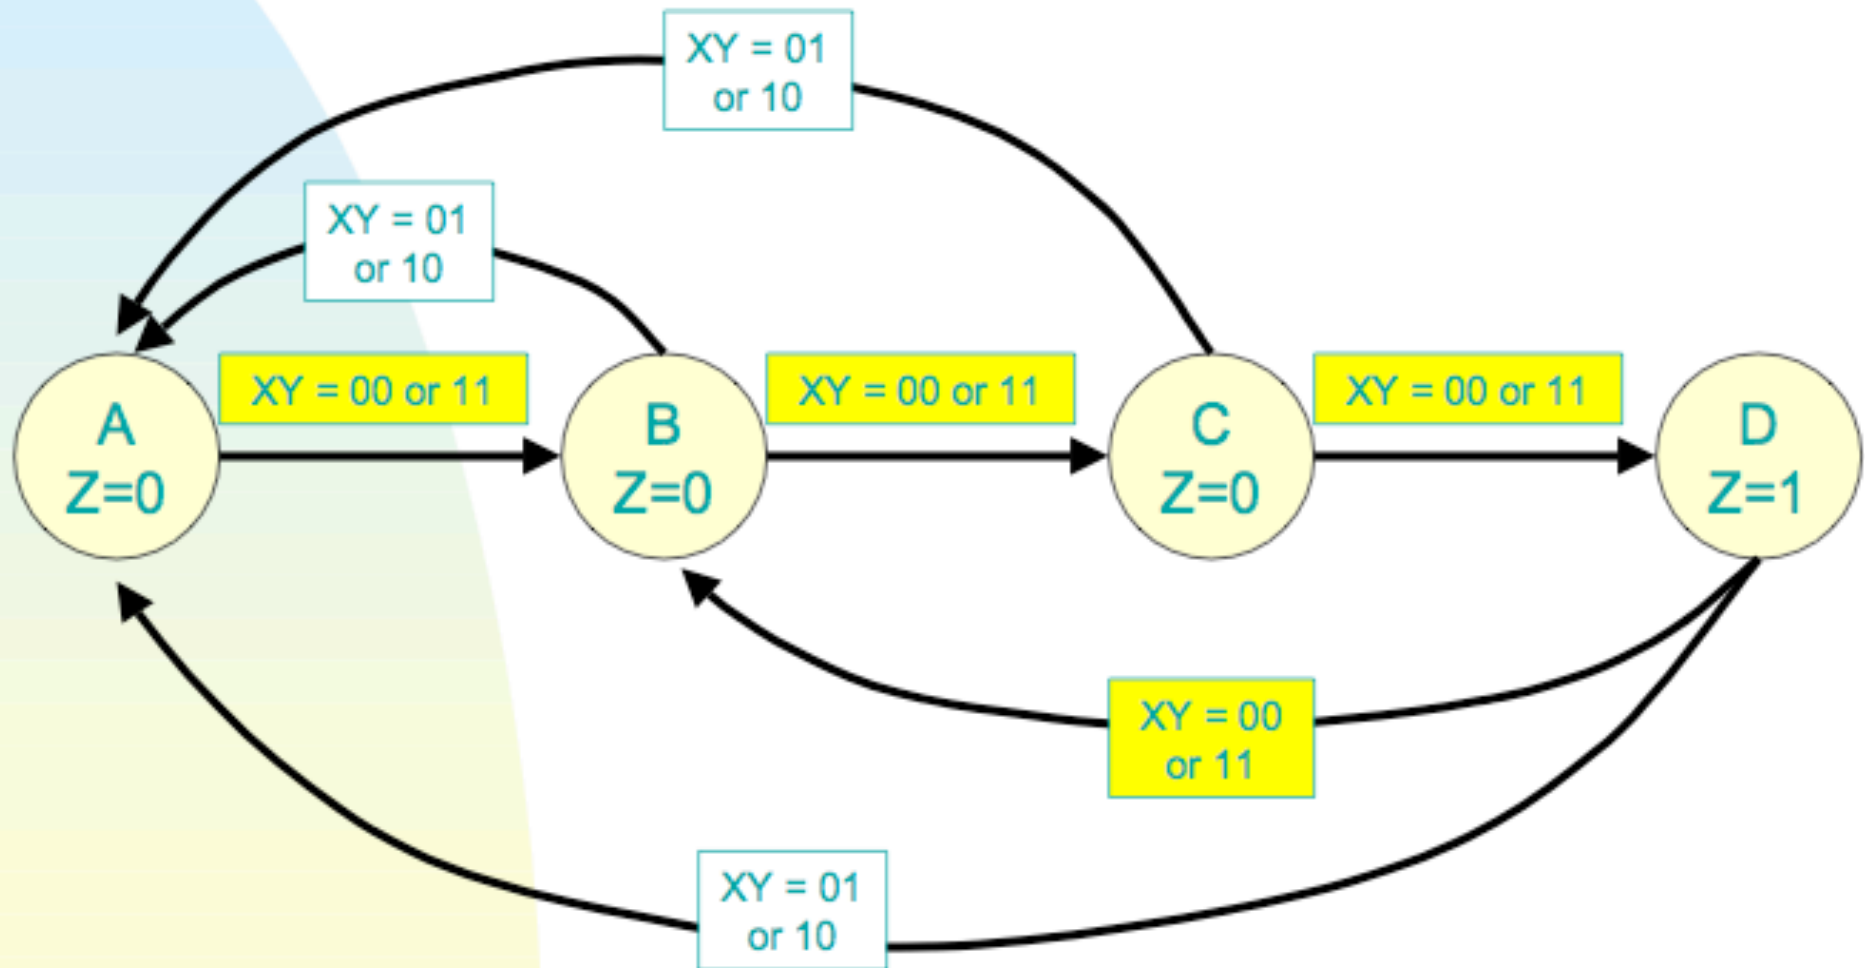 XY = 01
or 10
XY = 01
or 10
XY = 00 or 11
XY = 00 or 11
XY = 00 or 11
A
Z=0
B
Z=0
C
Z=0
D
Z=1
XY = 00
or 11
XY = 01
or 10